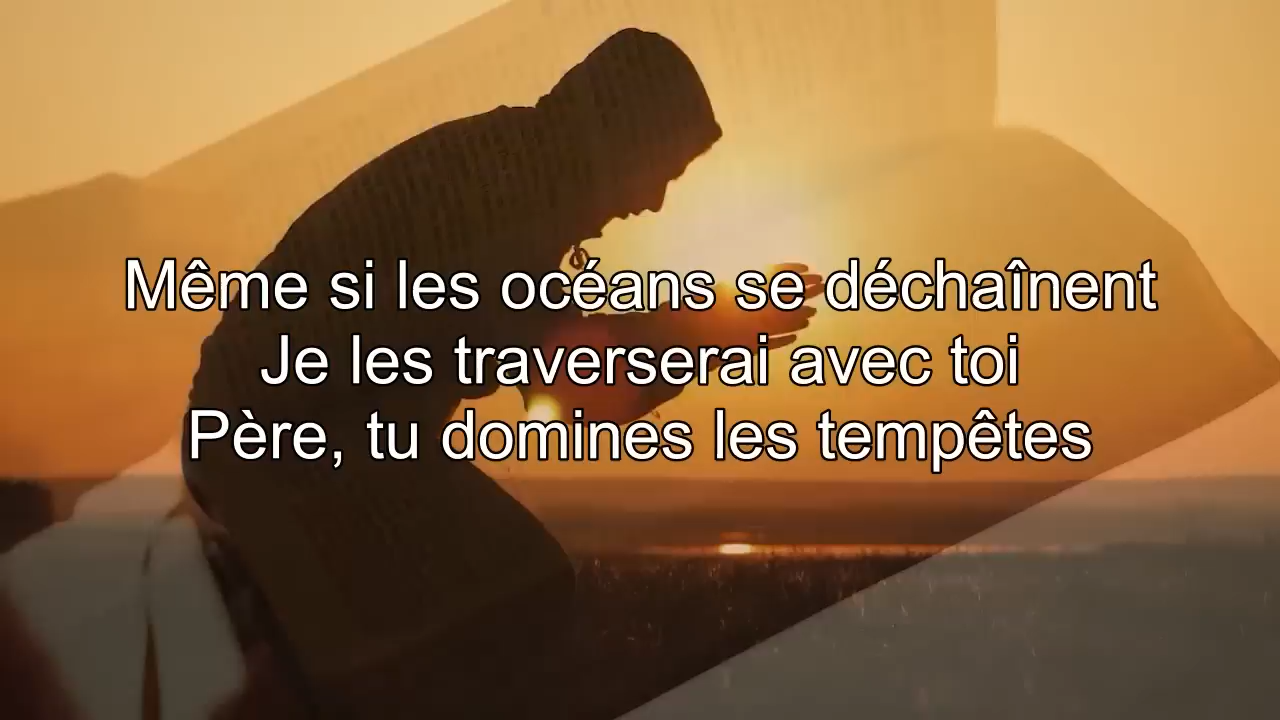 Même si les océans se déchaînent
Je les traverserai avec toi
Père, tu domines les tempêtes